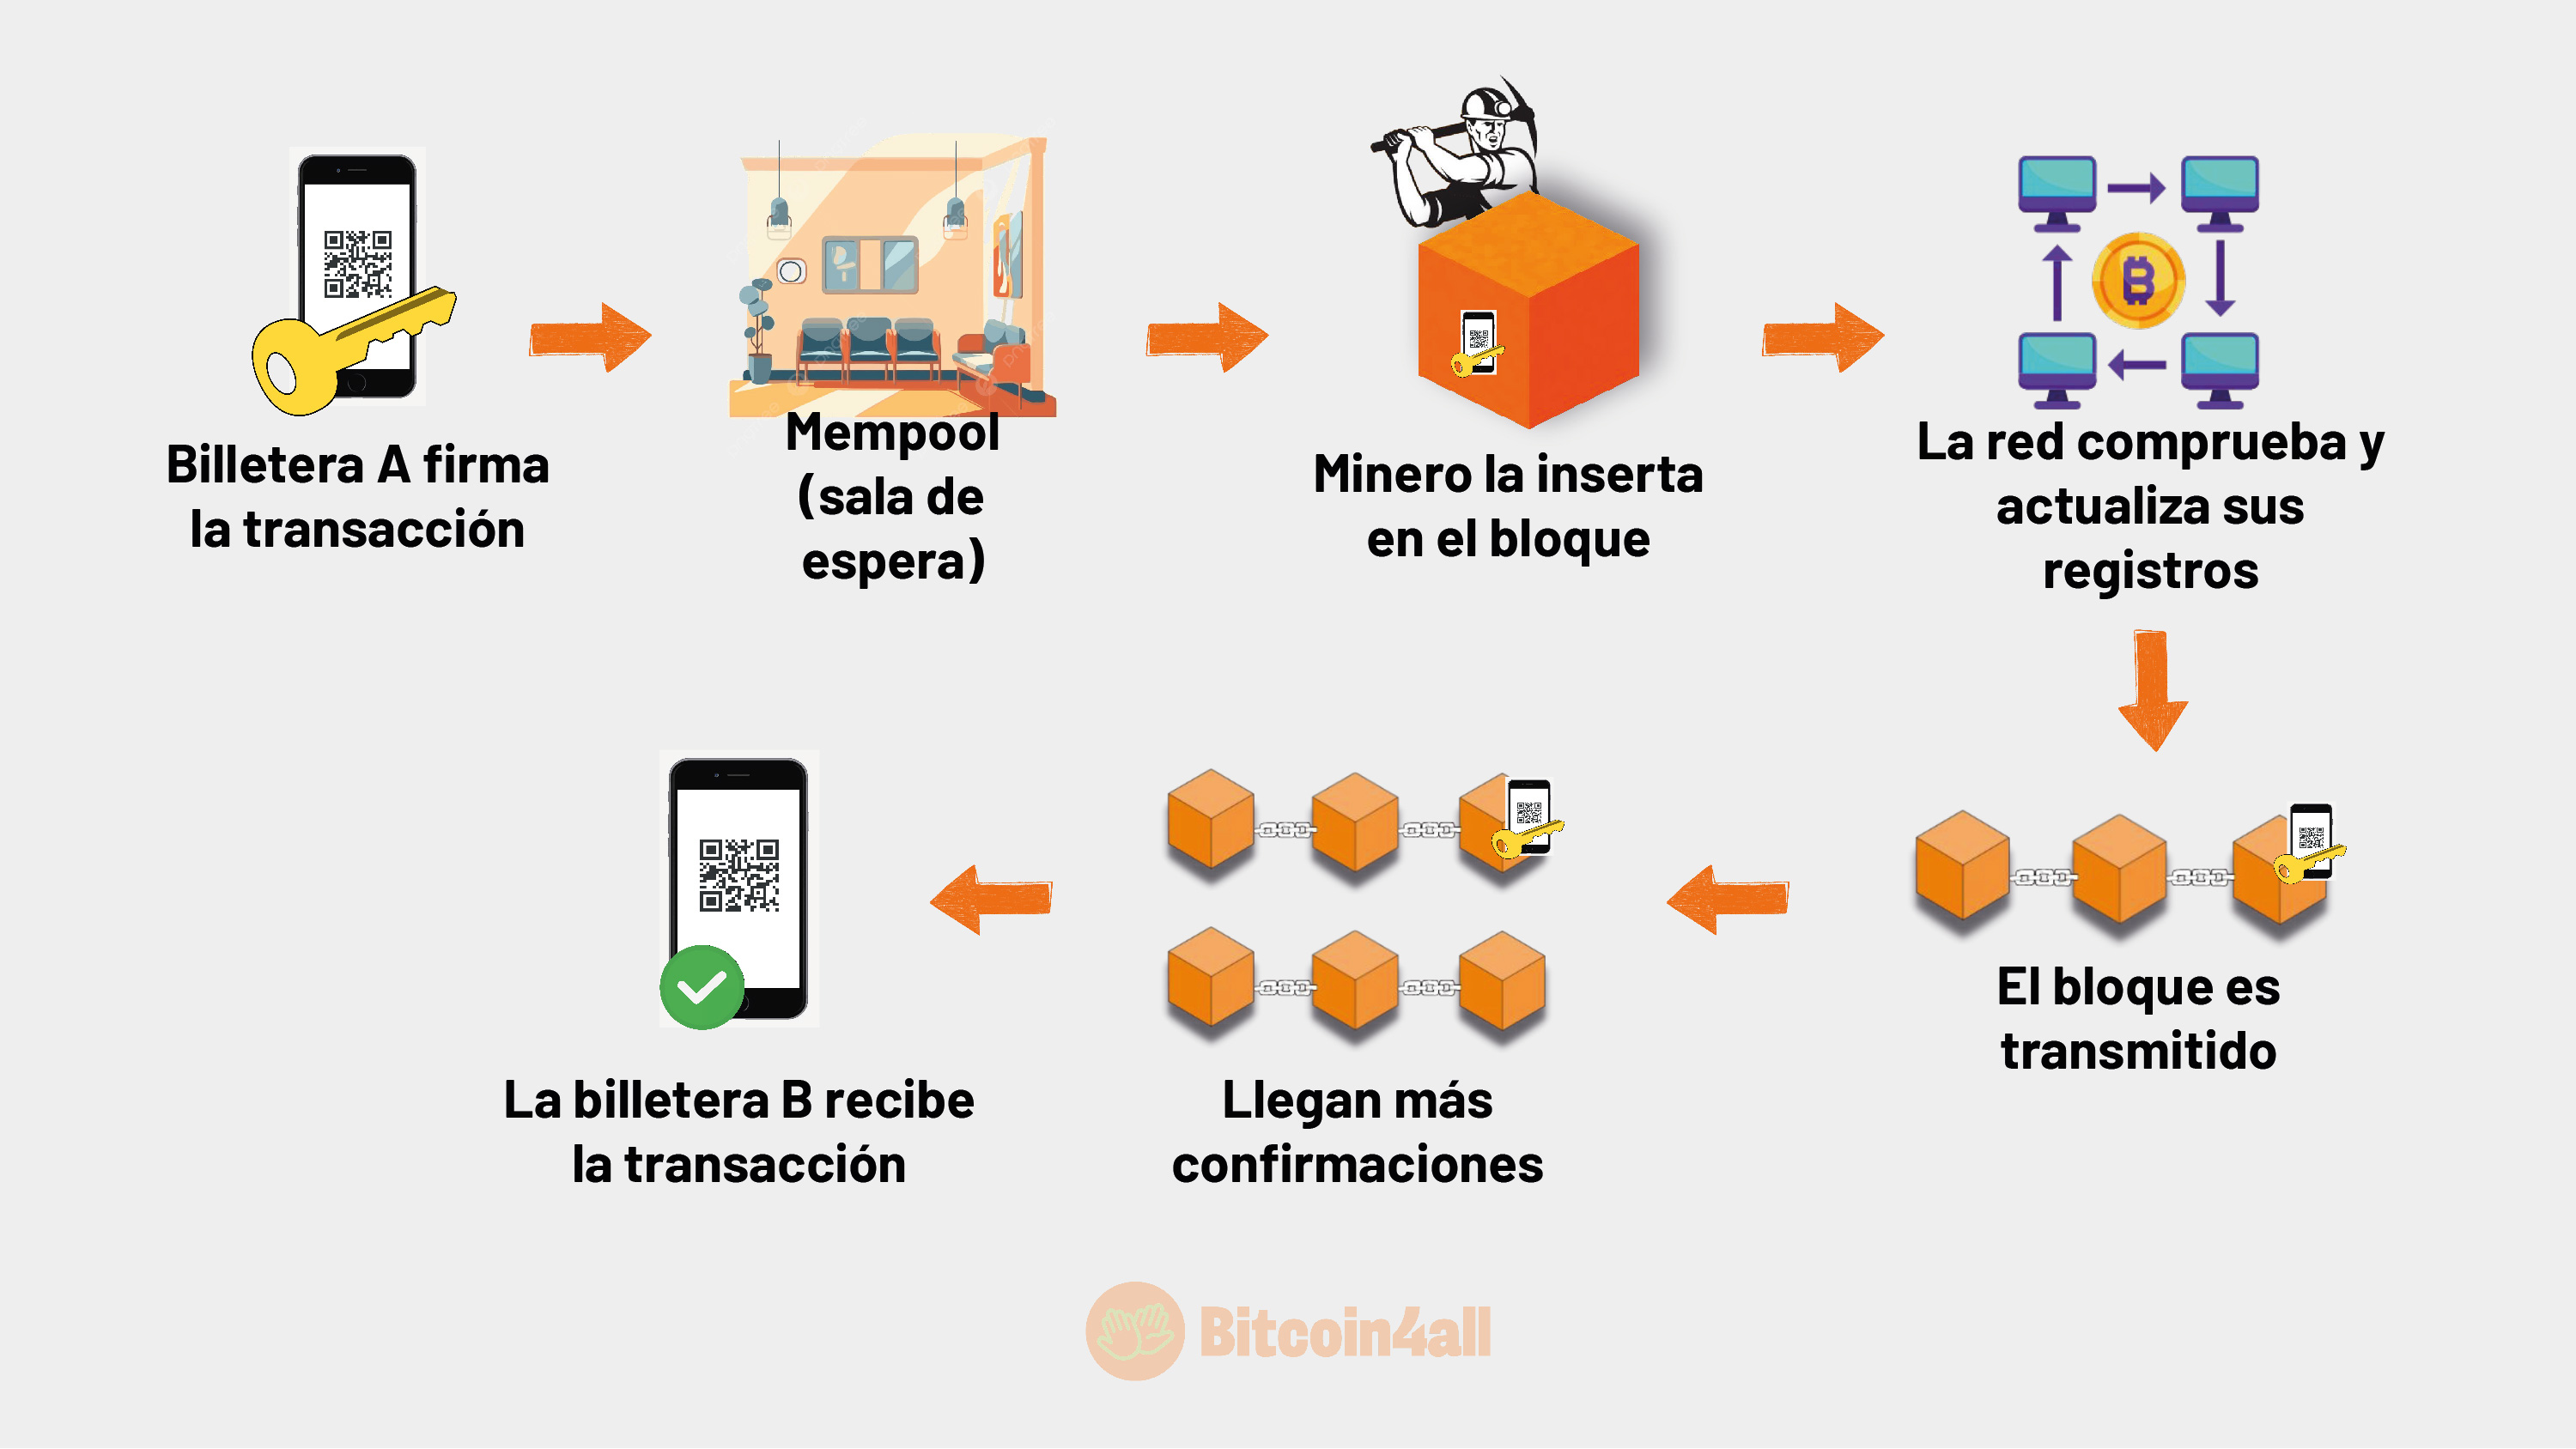 Billetera A firma
la transacción
Mempool
(sala de
espera)
Minero la inserta
en el bloque
La red comprueba y
actualiza sus
registros
El bloque es
transmitido
Llegan más
confirmaciones
La billetera B recibe
la transacción
Bitcoin4all